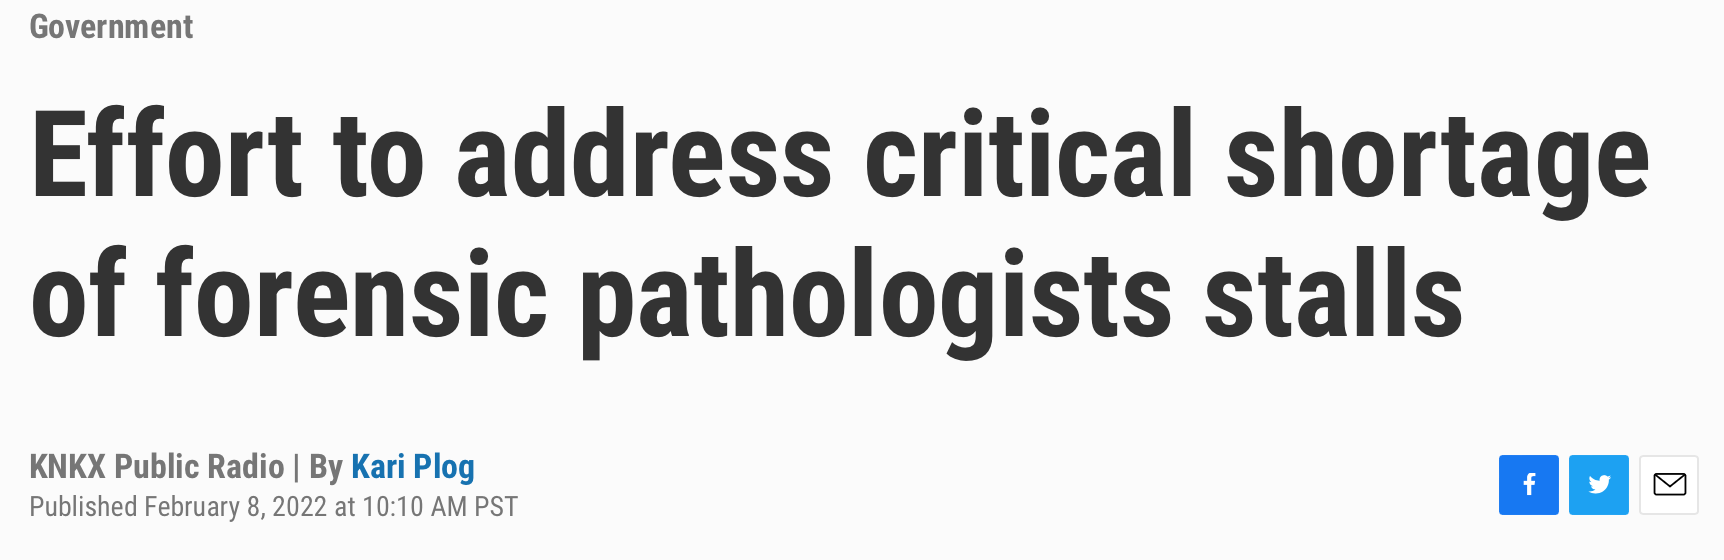 Government
Effort to address critical shortage
of forensic pathologists stalls
KNKX Public Radio | By Kari Plog
Published February 8, 2022 at 10:10 AM PST